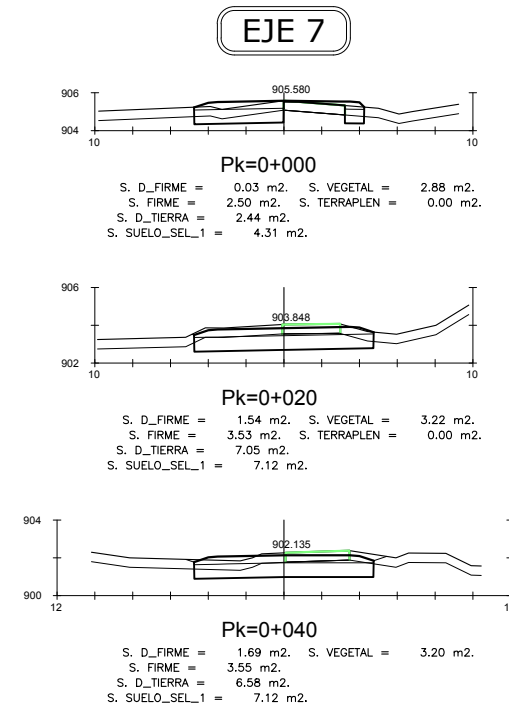 EJE 7
906
905.580
904
10 10
Pk=0+000
S. D_FIRME = 0.03 m2. S. VEGETAL = 2.88 m2.
S. FIRME = 2.50 m2. S. TERRAPLEN = 0.00 m2.
S. D_TIERRA = 2.44 m2.
S. SUELO_SEL_1 = 4.31 m2.
906
903.848
902
10 10
Pk=0+020
S. D_FIRME = 1.54 m2. S. VEGETAL = 3.22 m2.
S. FIRME = 3.53 m2. S. TERRAPLEN = 0.00 m2.
S. D_TIERRA = 7.05 m2.
S. SUELO_SEL_1 = 7.12 m2.
904
902.135
900
12 1
Pk=0+040
S. D_FIRME = 1.69 m2. S. VEGETAL = 3.20 m2.
S. FIRME = 3.55 m2.
S. D_TIERRA = 6.58 m2.
S. SUELO_SEL_1 = 7.12 m2.